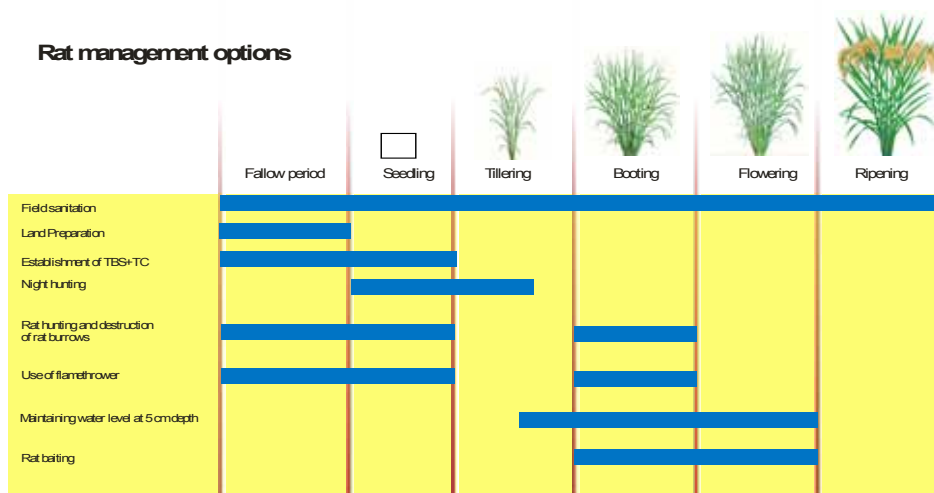 Rat management options
Fallow period Seedling Tillering Booting Flowering Ripening
Field sanitation
Land Preparation
Establishment of TBS+TC
Night hunting
Rat hunting and destruction
of rat burrows
Use of flamethrower
Maintaining water level at 5 cm depth
Rat baiting